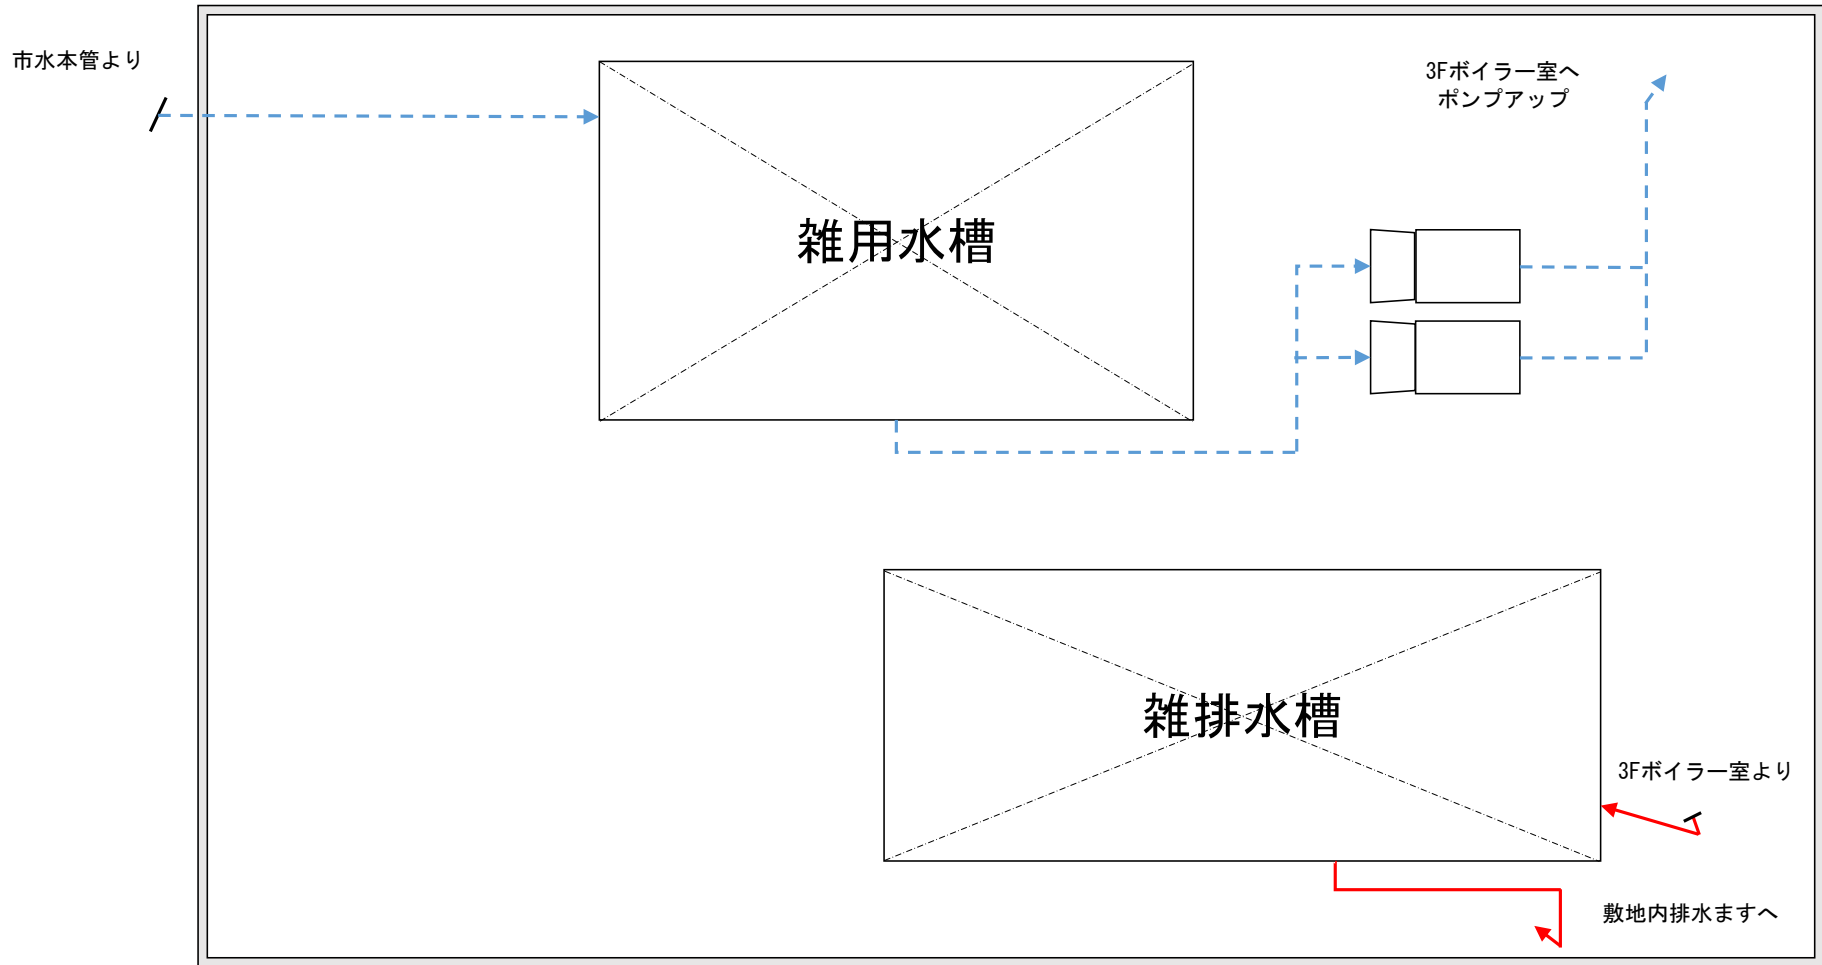 市水本管より
3Fボイラー室へ
ポンプアップ
雑用水槽
雑排水槽
3Fボイラー室より
敷地内排水ますへ